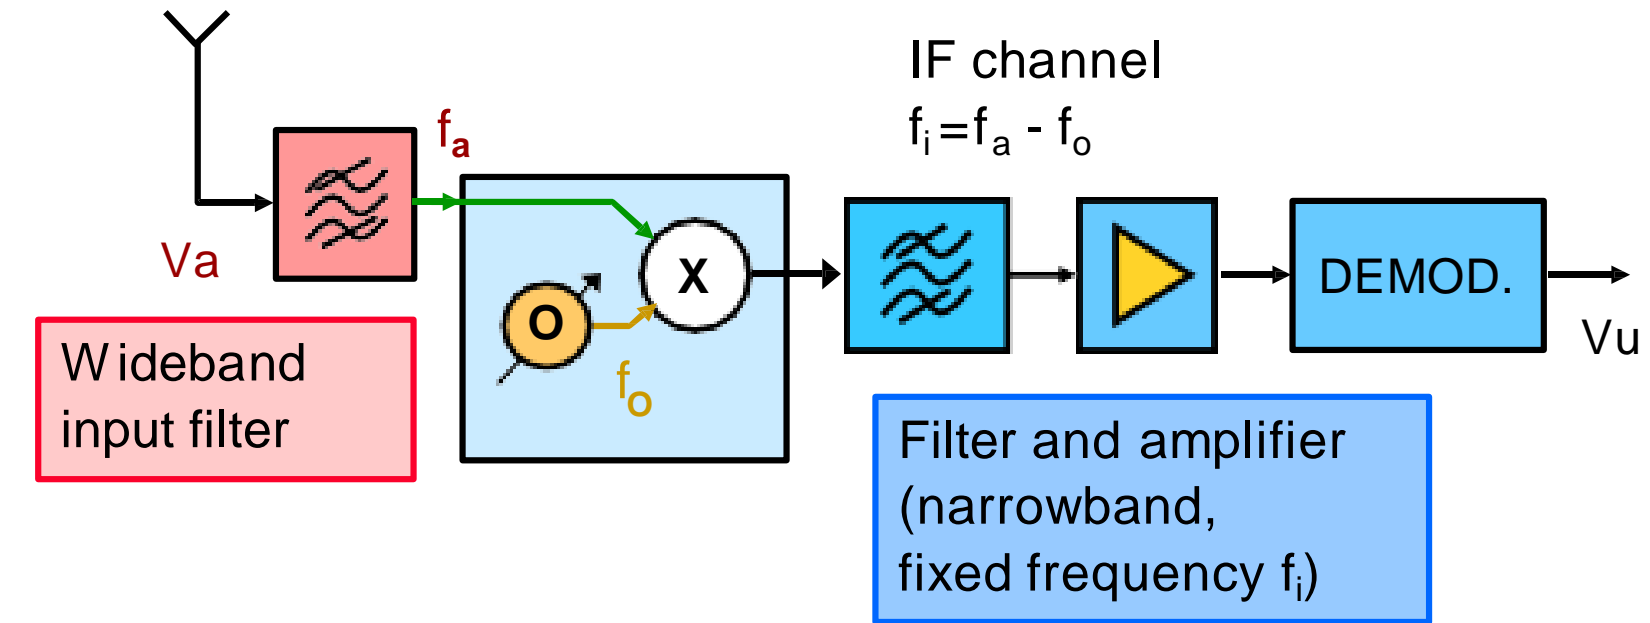 IF channel
fi=fa - fo
fa
Va
X
O
fo
DEMOD.
Vu
Wideband
input filter
Filter and amplifier
(narrowband,
fixed frequency fi)